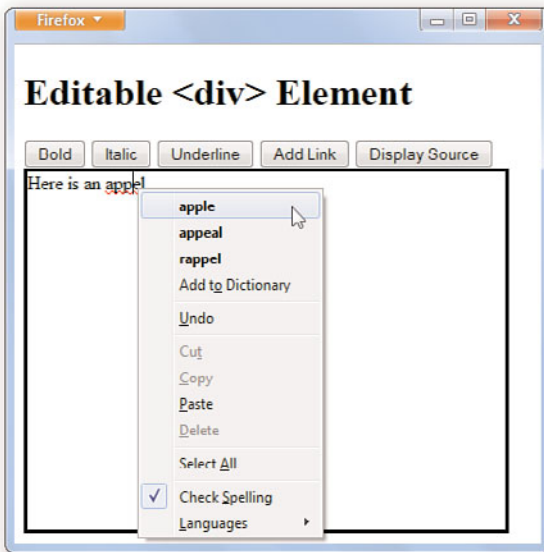 Firefox
Editable <div> Element
Bold Italic Underline Add Link Display Source
Here is an appel
apple
appeal
rappel
Add to Dictionary
Undo
Cut
Copy
Paste
Delete
Select All
Check Spelling
Languages